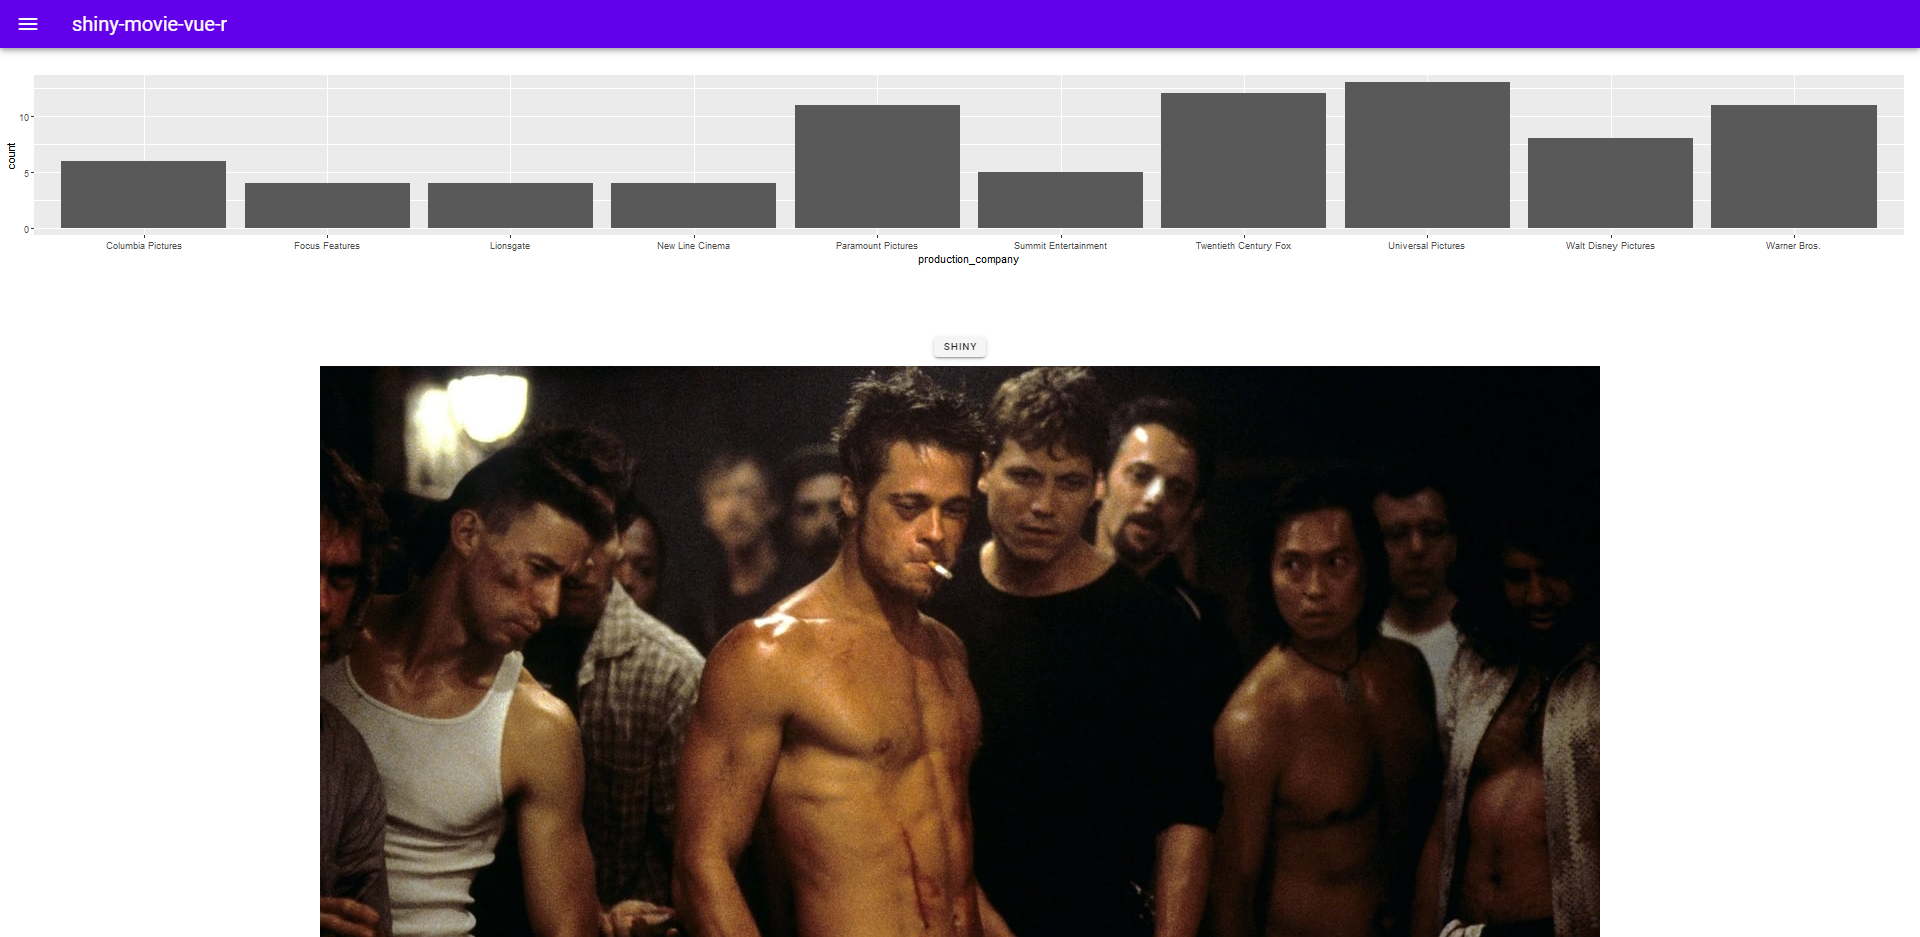 shiny-movie-vue-r
10
5
0
count
Columbia Pictures
Focus Features
Lionsgate
New Line Cinema
Paramount Pictures
Summit Entertainment
Twentieth Century Fox
Universal Pictures
Walt Disney Pictures
Warner Bros.
production_company
SHINY